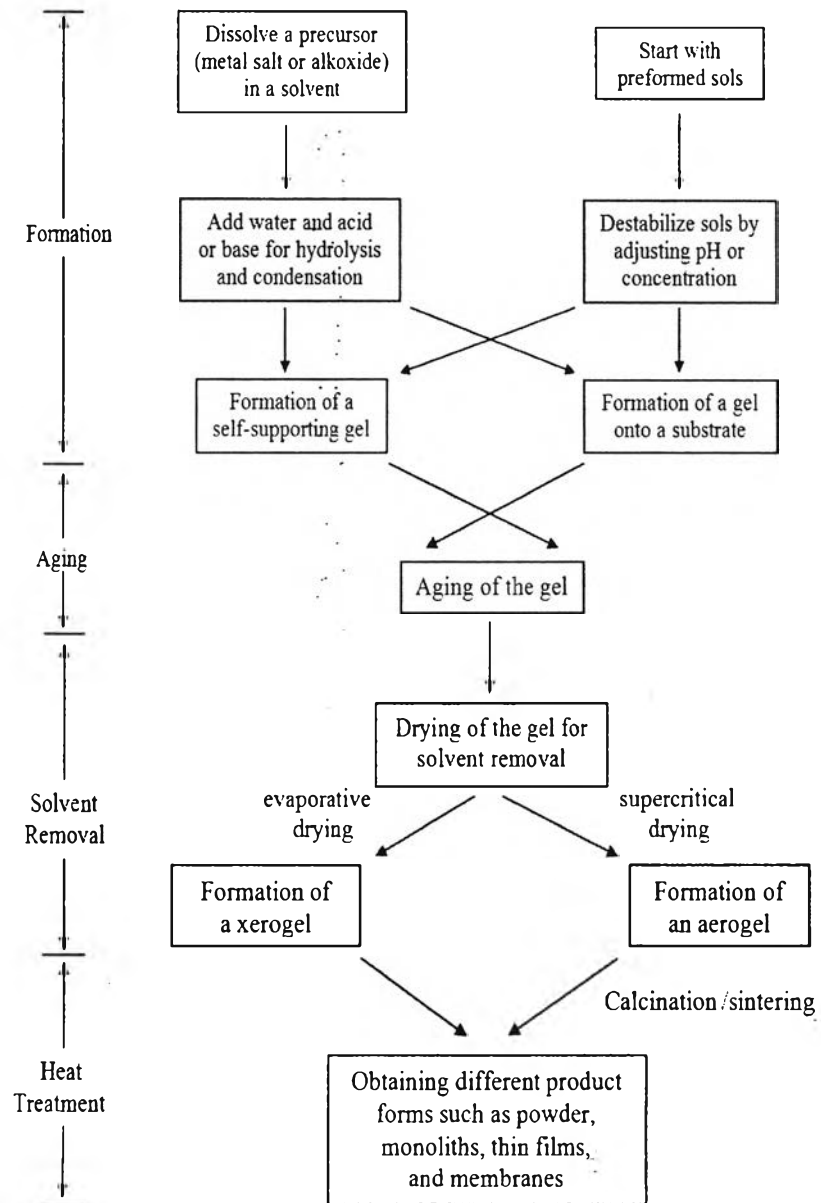 Dissolve a precursor
(metal salt or alkoxide)
in a solvent
Start with
preformed sols
Formation
Add water and acid
or base for hydrolysis
and condensation
Destabilize sols by
adjusting pH or
concentration
Formation of a
self-supporting gel
Formation of a gel
onto a substrate
Aging
Aging of the gel
Solvent
Removal
Drying of the gel for
solvent removal
evaporative
drying
supercritical
drying
Formation of
a xerogel
Formation of
an aerogel
Calcination/sintering
Heat
Treatment
Obtaining different product
forms such as powder,
monoliths, thin films,
and membranes